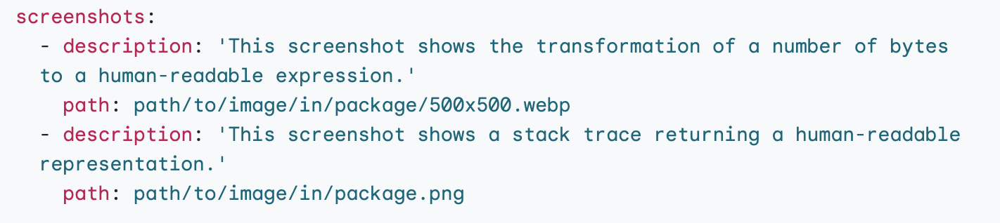 screenshots:
  - description: 'This screenshot shows the transformation of a number of bytes
  to a human-readable expression.'
    path: path/to/image/in/package/500x500.webp
  - description: 'This screenshot shows a stack trace returning a human-readable
  representation.'
    path: path/to/image/in/package.png